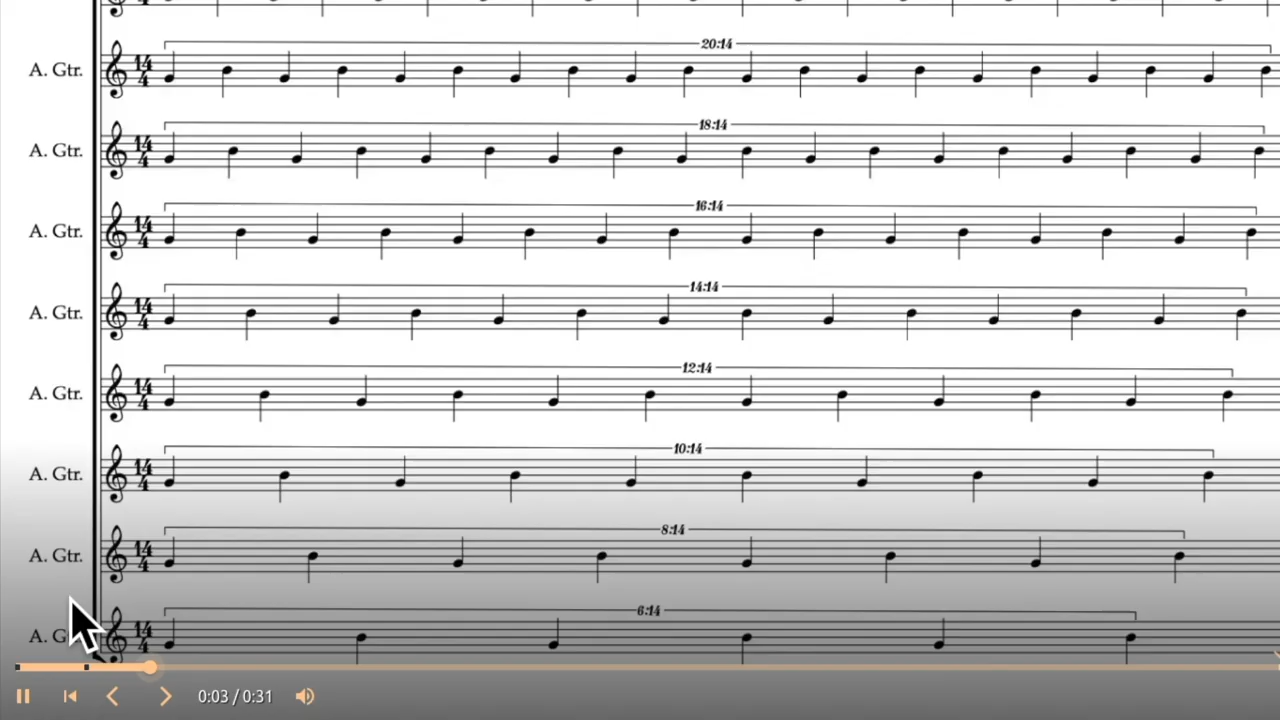 20:14
A. Gtr. 14 4
18:14
A. Gtr. 14 4
16:14
A. Gtr. 14 4
14:14
A. Gtr. 14 4
12:14
A. Gtr. 14 4
10:14
A. Gtr. 14 4
8:14
A. Gtr. 14 4
6:14
A. G 14 4
0:03 / 0:31